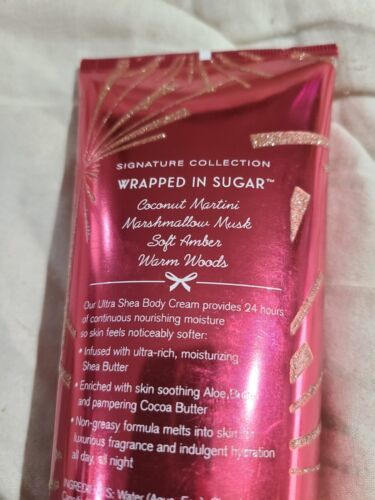 SIGNATURE COLLECTION
WRAPPED IN SUGAR™
Coconut Martini
Marshmallow Musk
Soft Amber
Warm Woods
Our Ultra Shea Body Cream provides 24 hours
of continuous nourishing moisture
so skin feels noticeably softer:
• Infused with ultra-rich, moisturizing
Shea Butter
• Enriched with skin soothing Aloe,
and pampering Cocoa Butter
• Non-greasy formula melts into skin
luxurious fragrance and indulgent hydration
all day, all night
Water (Aqua,